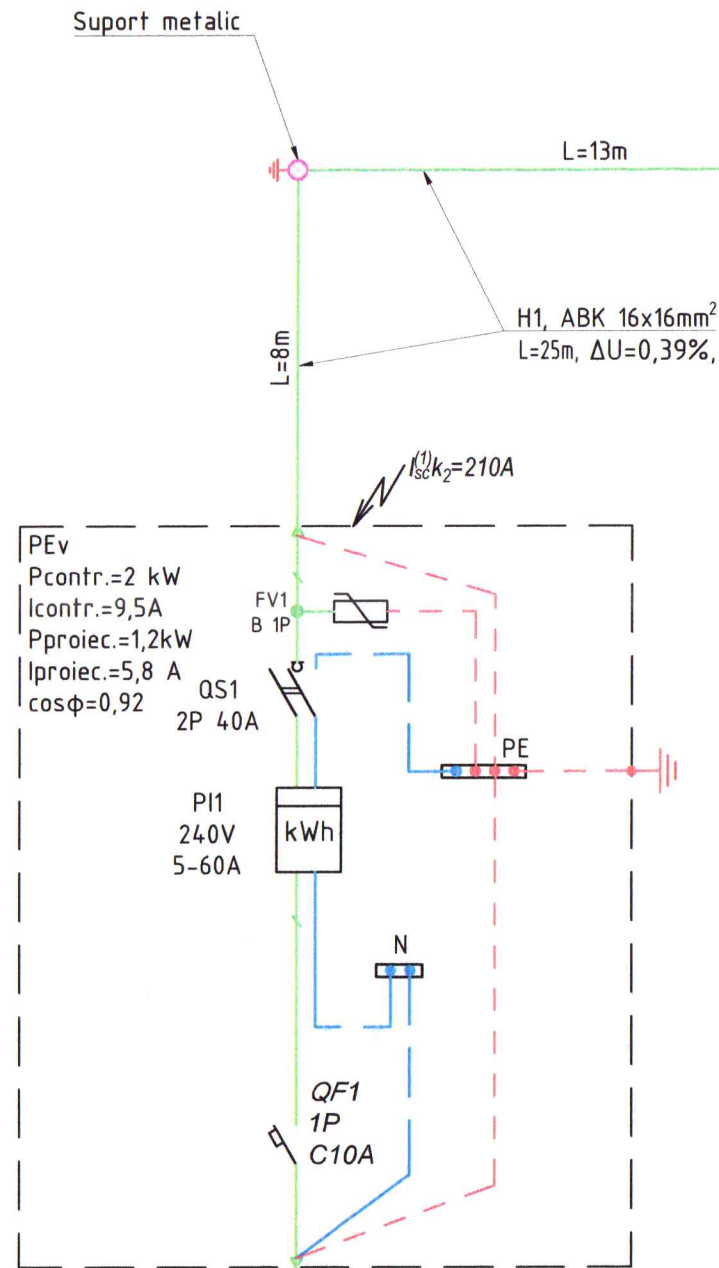 Suport metalic
L=13m
H1, ABK 16x16mm²
L=25m, ΔU=0,39%,
L=8m
I⁽¹⁾sc k₂=210A
PEv
Pcontr.=2 kW
Icontr.=9,5A
Pproiec.=1,2kW
Iproiec.=5,8 A
cosϕ=0,92
FV1
B 1P
QS1
2P 40A
PE
PI1
240V
5-60A
kWh
N
QF1
1P
C10A